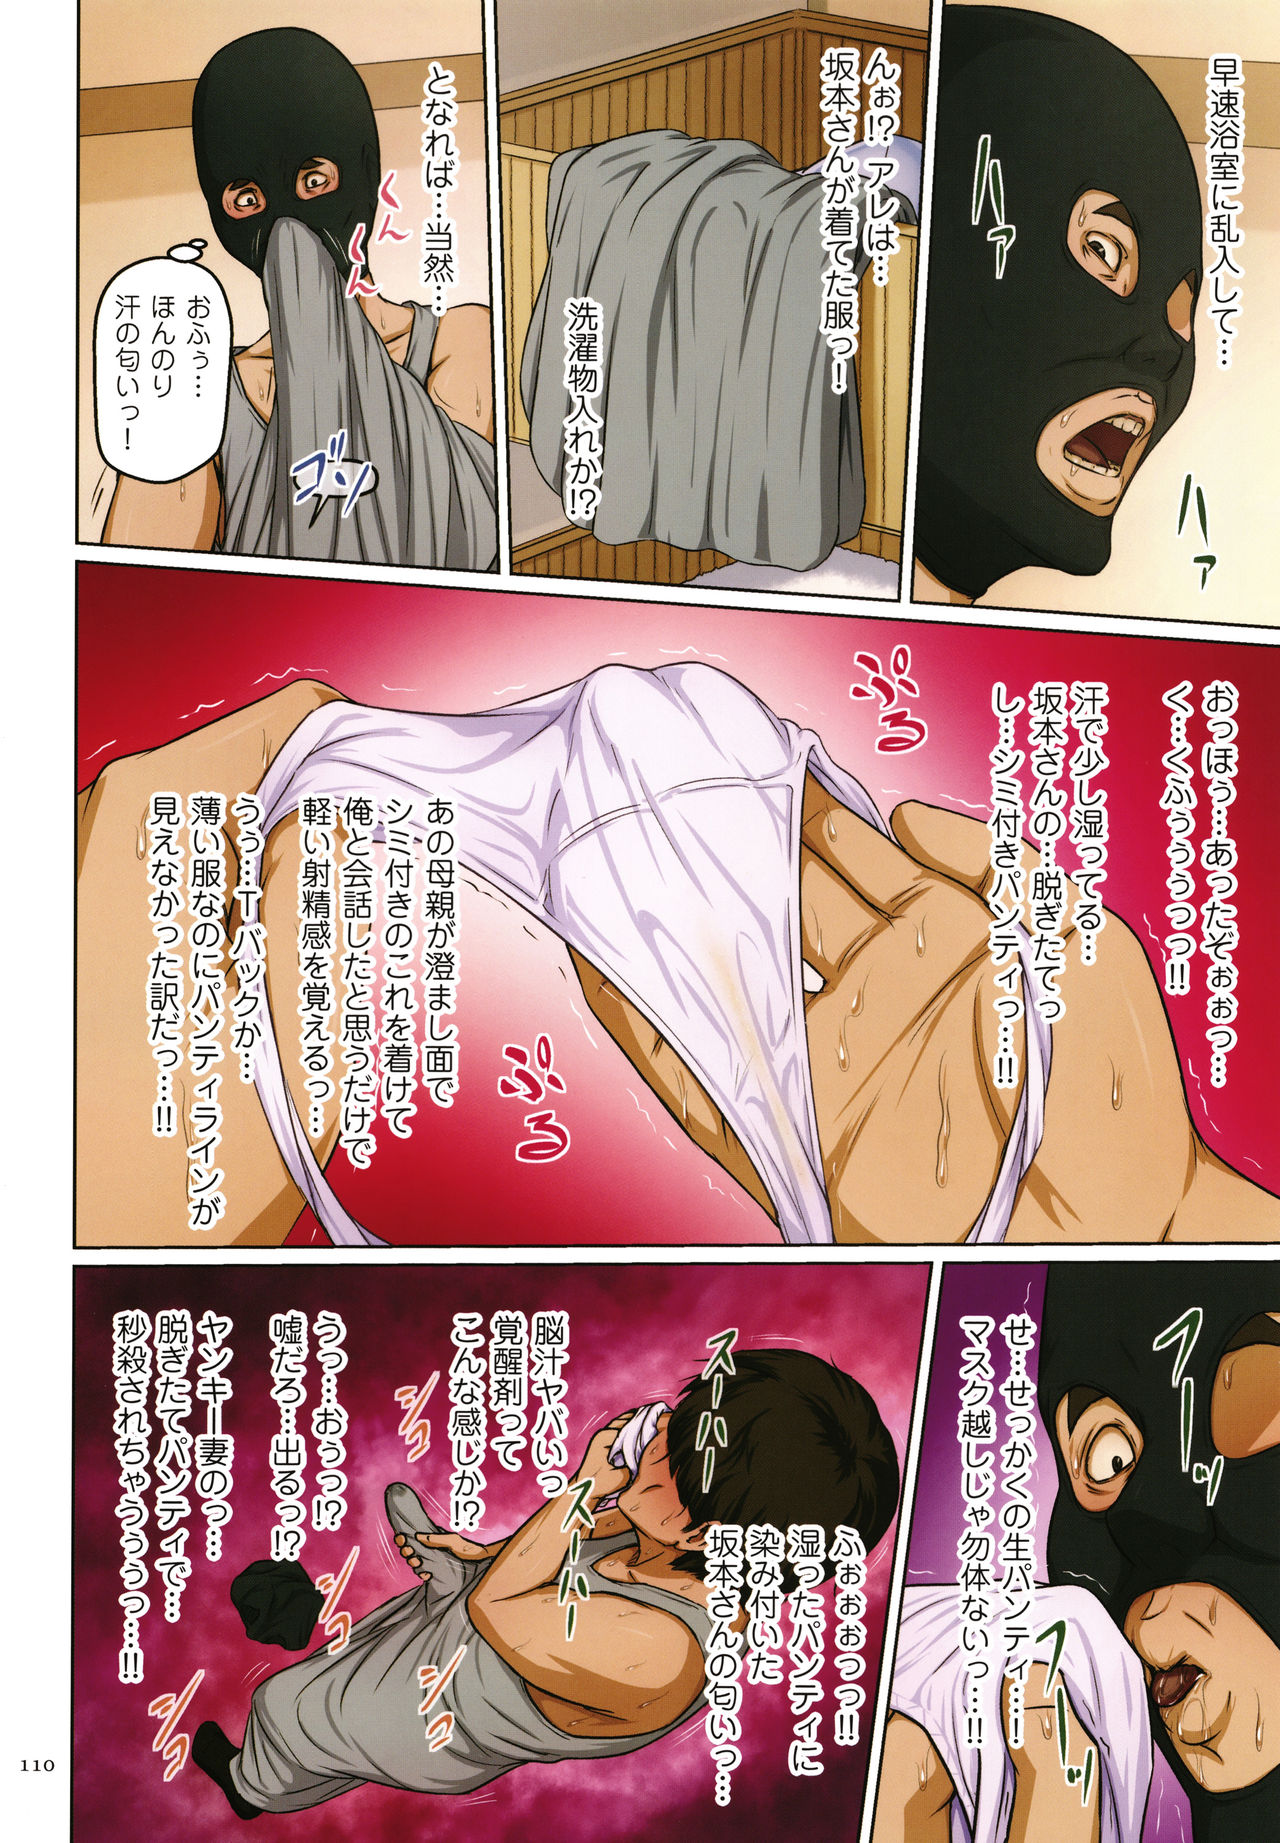 早速浴室に乱入して…
ハァ
ハァ
んぉ!? アレは…
坂本さんが着てた服っ！
洗濯物入れか!?
となれば…当然…
くん
くん
おふぅ…
ほんのり
汗の匂いっ！
ゴソ
おっほぅ…あったぞぉぉっ…
く…くふぅぅぅっっ!!
汗で少し湿ってる…
坂本さんの…脱ぎたてっ
し…シミ付きパンティっ…!!
ぷる
ぷる
あの母親が澄まし面で
シミ付きのこれを着けて
俺と会話したと思うだけで
軽い射精感を覚えるっ…
うぅ…Tバックか…
薄い服なのにパンティラインが
見えなかった訳だっ…!!
ハァ
ハァ
せ…せっかくの生パンティ…！
マスク越しじゃ勿体ないっ…!!
ふぉぉぉっっ!!
湿ったパンティに
染み付いた
坂本さんの匂いっ…
スーハー
スーハー
脳汁ヤバいっ
覚醒剤って
こんな感じか!?
うっ…おぅっ!?
嘘だろ…出るっ!?
ヤンキー妻のっ…
脱ぎたてパンティで…
秒殺されちゃうぅぅっ…!!
シコ
シコ
シコ
シコ
110